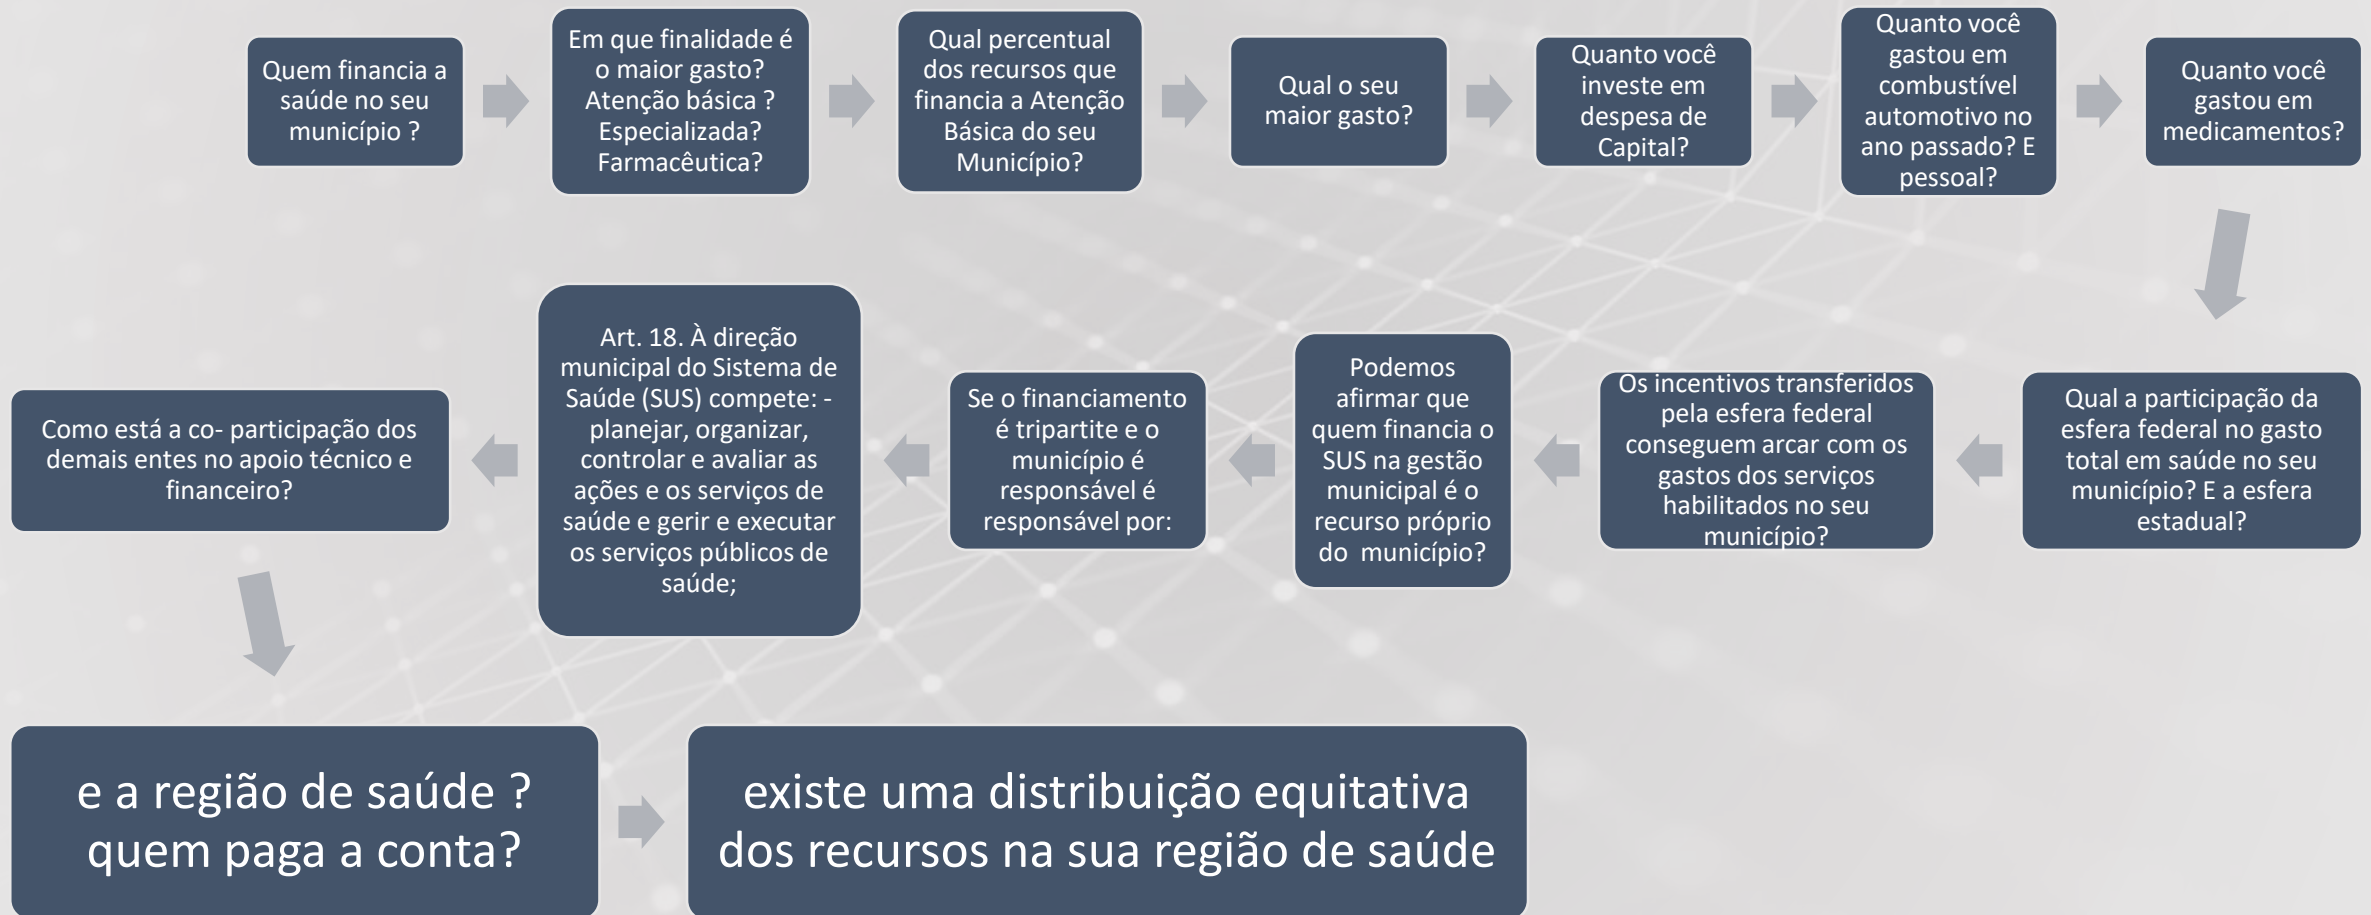 Quem financia a
saúde no seu
município ?
Em que finalidade é
o maior gasto?
Atenção básica ?
Especializada?
Farmacêutica?
Qual percentual
dos recursos que
financia a Atenção
Básica do seu
Município?
Qual o seu
maior gasto?
Quanto você
investe em
despesa de
Capital?
Quanto você
gastou em
combustível
automotivo no
ano passado? E
pessoal?
Quanto você
gastou em
medicamentos?
Qual a participação da
esfera federal no gasto
total em saúde no seu
município? E a esfera
estadual?
Os incentivos transferidos
pela esfera federal
conseguem arcar com os
gastos dos serviços
habilitados no seu
município?
Podemos
afirmar que
quem financia o
SUS na gestão
municipal é o
recurso próprio
do município?
Se o financiamento
é tripartite e o
município é
responsável é
responsável por:
Art. 18. À direção
municipal do Sistema de
Saúde (SUS) compete: -
planejar, organizar,
controlar e avaliar as
ações e os serviços de
saúde e gerir e executar
os serviços públicos de
saúde;
Como está a co- participação dos
demais entes no apoio técnico e
financeiro?
e a região de saúde ?
quem paga a conta?
existe uma distribuição equitativa
dos recursos na sua região de saúde